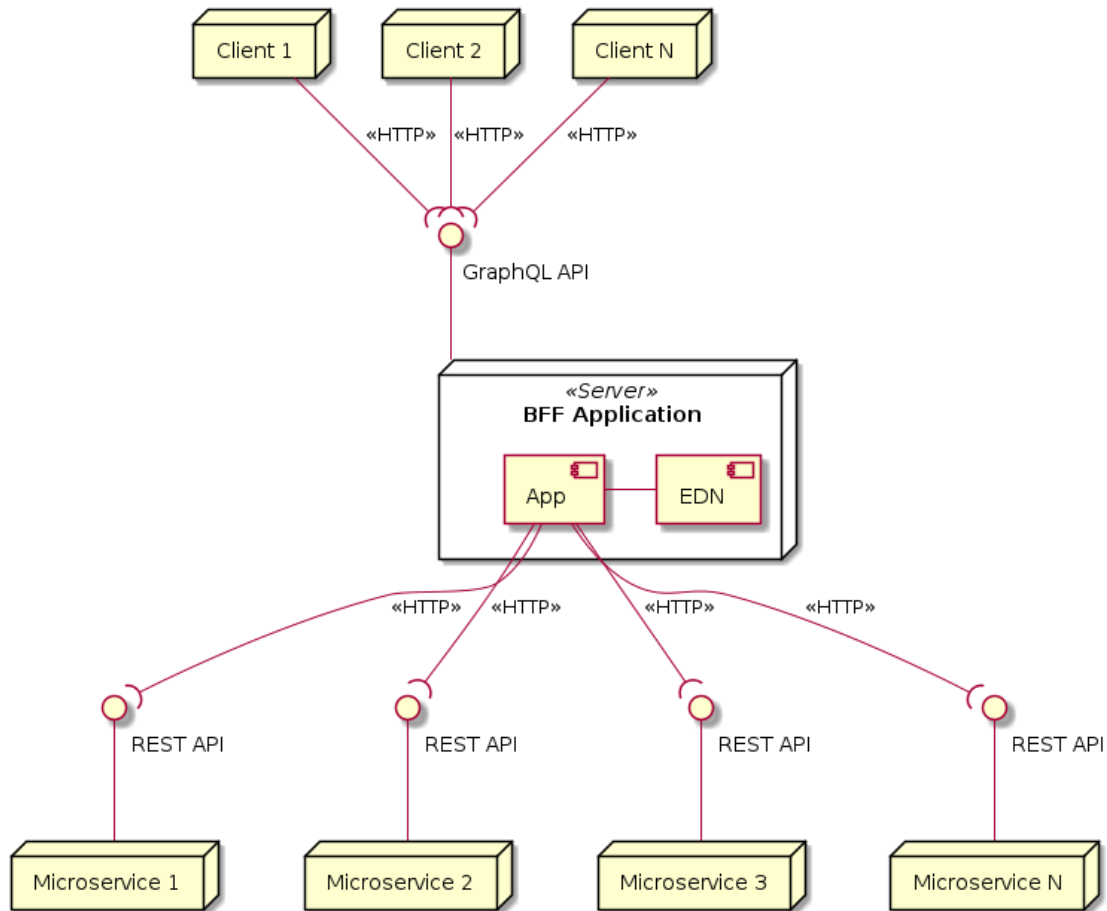 Client 1
Client 2
Client N
«HTTP»
«HTTP»
«HTTP»
GraphQL API
«Server»
BFF Application
App
EDN
«HTTP»
«HTTP»
«HTTP»
«HTTP»
REST API
REST API
REST API
REST API
Microservice 1
Microservice 2
Microservice 3
Microservice N